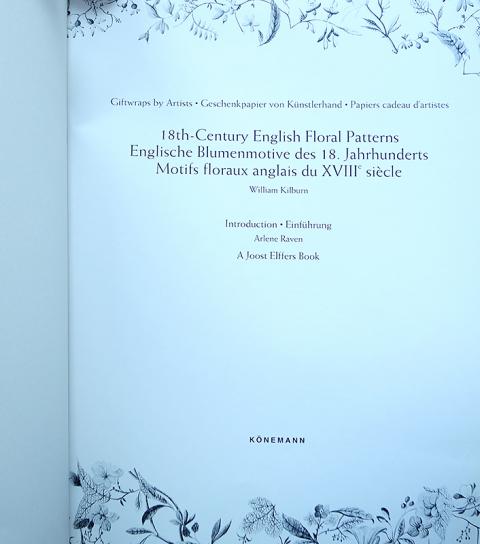 Giftwraps by Artists • Geschenkpapier von Künstlerhand • Papiers cadeau d'artistes
18th-Century English Floral Patterns
Englische Blumenmotive des 18. Jahrhunderts
Motifs floraux anglais du XVIIIᵉ siècle
William Kilburn
Introduction • Einführung
Arlene Raven
A Joost Elffers Book
KÖNEMANN